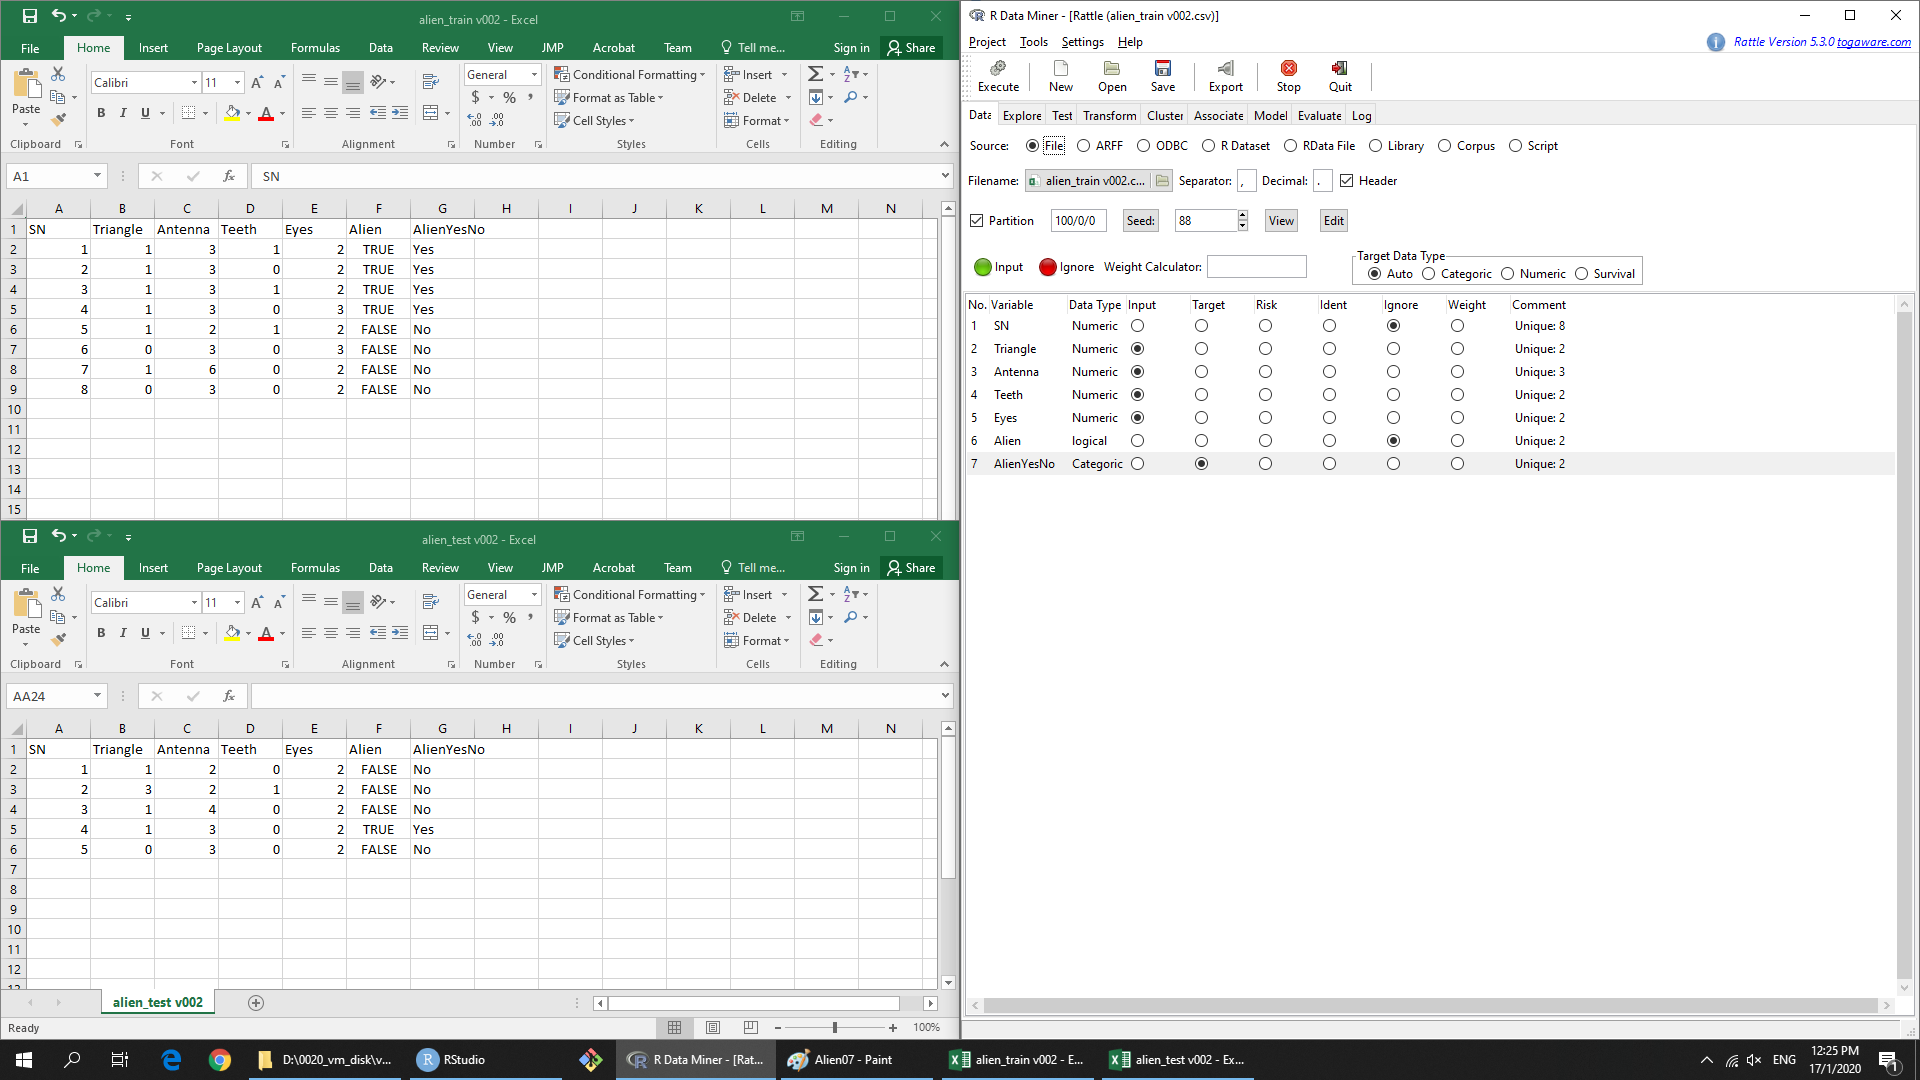 alien_train v002 - Excel
File Home Insert Page Layout Formulas Data Review View JMP Acrobat Team Tell me... Sign in Share
Paste
Calibri 11
B I U A
General
$ % ,
Conditional Formatting
Format as Table
Cell Styles
Insert
Delete
Format
Clipboard Font Alignment Number Styles Cells Editing
A1 fx SN
A B C D E F G H I J K L M N
1 SN Triangle Antenna Teeth Eyes Alien AlienYesNo
2 1 1 3 1 2 TRUE Yes
3 2 1 3 0 2 TRUE Yes
4 3 1 3 1 2 TRUE Yes
5 4 1 3 0 3 TRUE Yes
6 5 1 2 1 2 FALSE No
7 6 0 3 0 3 FALSE No
8 7 1 6 0 2 FALSE No
9 8 0 3 0 2 FALSE No
10
11
12
13
14
15
alien_test v002 - Excel
File Home Insert Page Layout Formulas Data Review View JMP Acrobat Team Tell me... Sign in Share
Paste
Calibri 11
B I U A
General
$ % ,
Conditional Formatting
Format as Table
Cell Styles
Insert
Delete
Format
Clipboard Font Alignment Number Styles Cells Editing
AA24 fx
A B C D E F G H I J K L M N
1 SN Triangle Antenna Teeth Eyes Alien AlienYesNo
2 1 1 2 0 2 FALSE No
3 2 3 2 1 2 FALSE No
4 3 1 4 0 2 FALSE No
5 4 1 3 0 2 TRUE Yes
6 5 0 3 0 2 FALSE No
7
8
9
10
11
12
alien_test v002
Ready 100%
R Data Miner - [Rattle (alien_train v002.csv)]
Project Tools Settings Help Rattle Version 5.3.0 togaware.com
Execute New Open Save Export Stop Quit
Data Explore Test Transform Cluster Associate Model Evaluate Log
Source: File ARFF ODBC R Dataset RData File Library Corpus Script
Filename: alien_train v002.c... Separator: , Decimal: . Header
Partition 100/0/0 Seed: 88 View Edit
Input Ignore Weight Calculator: Target Data Type
Auto Categoric Numeric Survival
No. Variable Data Type Input Target Risk Ident Ignore Weight Comment
1 SN Numeric Unique: 8
2 Triangle Numeric Unique: 2
3 Antenna Numeric Unique: 3
4 Teeth Numeric Unique: 2
5 Eyes Numeric Unique: 2
6 Alien logical Unique: 2
7 AlienYesNo Categoric Unique: 2
D:\0020_vm_disk\v... RStudio R Data Miner - [Rat... Alien07 - Paint alien_train v002 - E... alien_test v002 - Ex... ENG 12:25 PM
17/1/2020 1